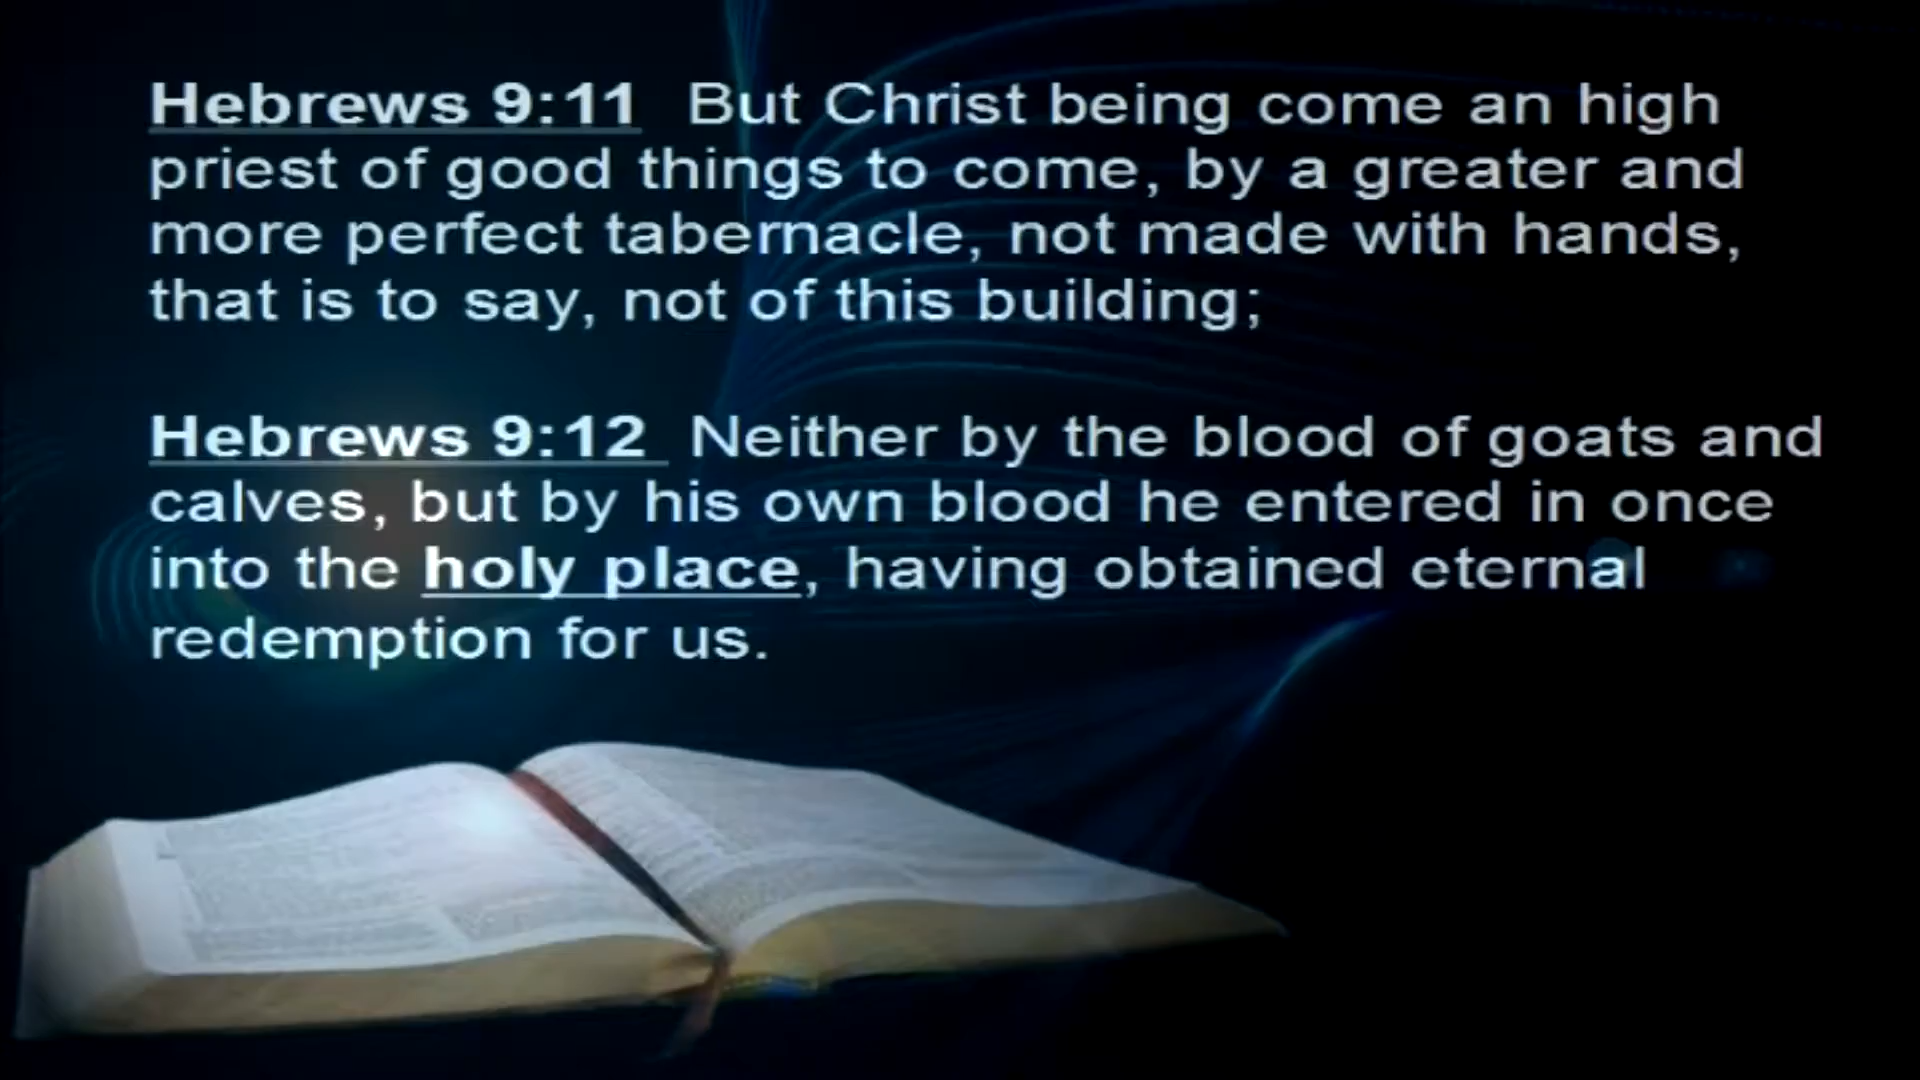 Hebrews 9:11 But Christ being come an high
priest of good things to come, by a greater and
more perfect tabernacle, not made with hands,
that is to say, not of this building;
Hebrews 9:12 Neither by the blood of goats and
calves, but by his own blood he entered in once
into the holy place, having obtained eternal
redemption for us.